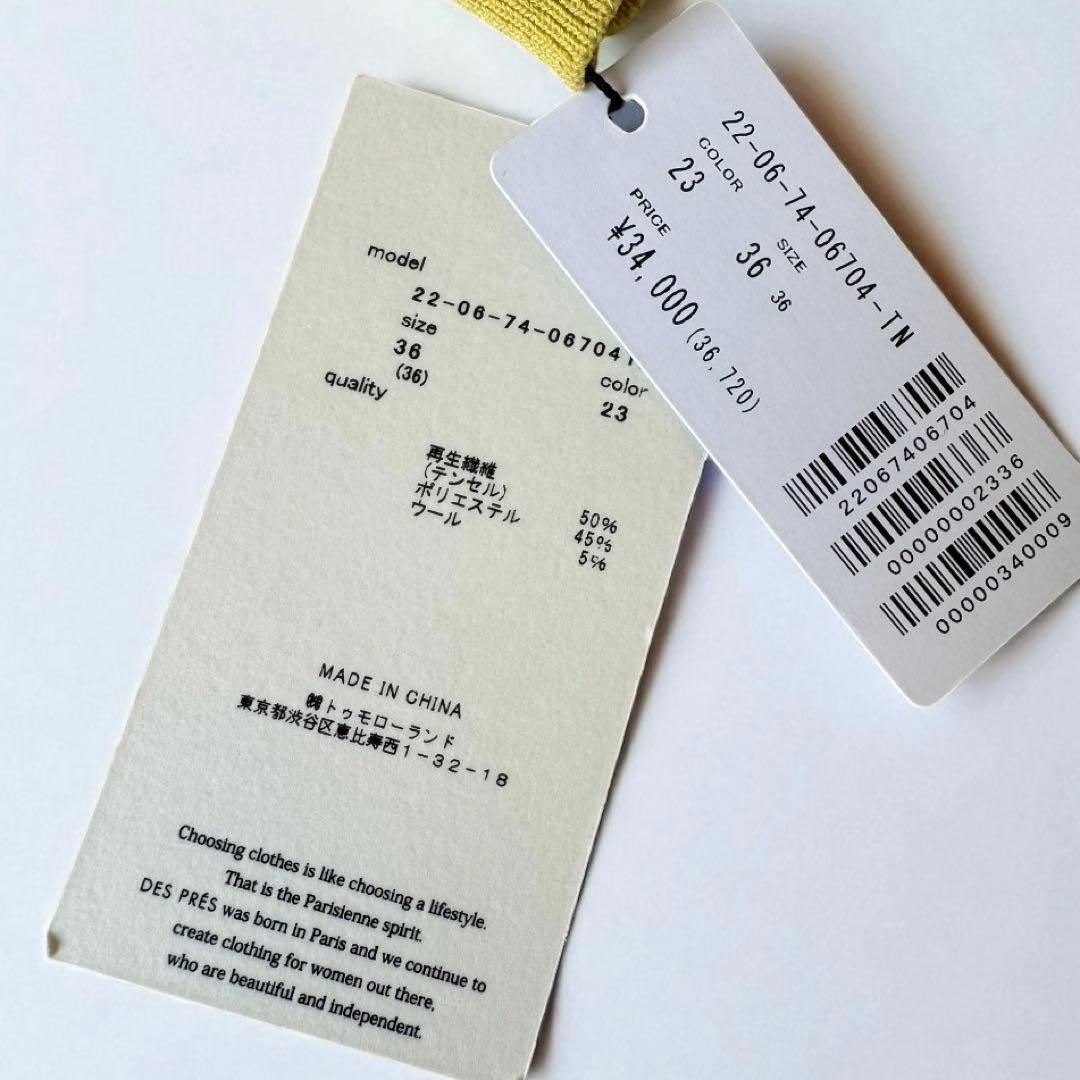 model
22-06-74-06704
size
36
(36)
color
23
quality
再生繊維
(テンセル)
ポリエステル
ウール
50%
45%
5%
MADE IN CHINA
㈱トゥモローランド
東京都渋谷区恵比寿西1-32-18
Choosing clothes is like choosing a lifestyle.
That is the Parisienne spirit.
DES PRÉS was born in Paris and we continue to
create clothing for women out there,
who are beautiful and independent.
22-06-74-06704-TN
COLOR
23
SIZE
36 36
PRICE
¥34,000(36,720)
22067406704
00000002336
00000340009